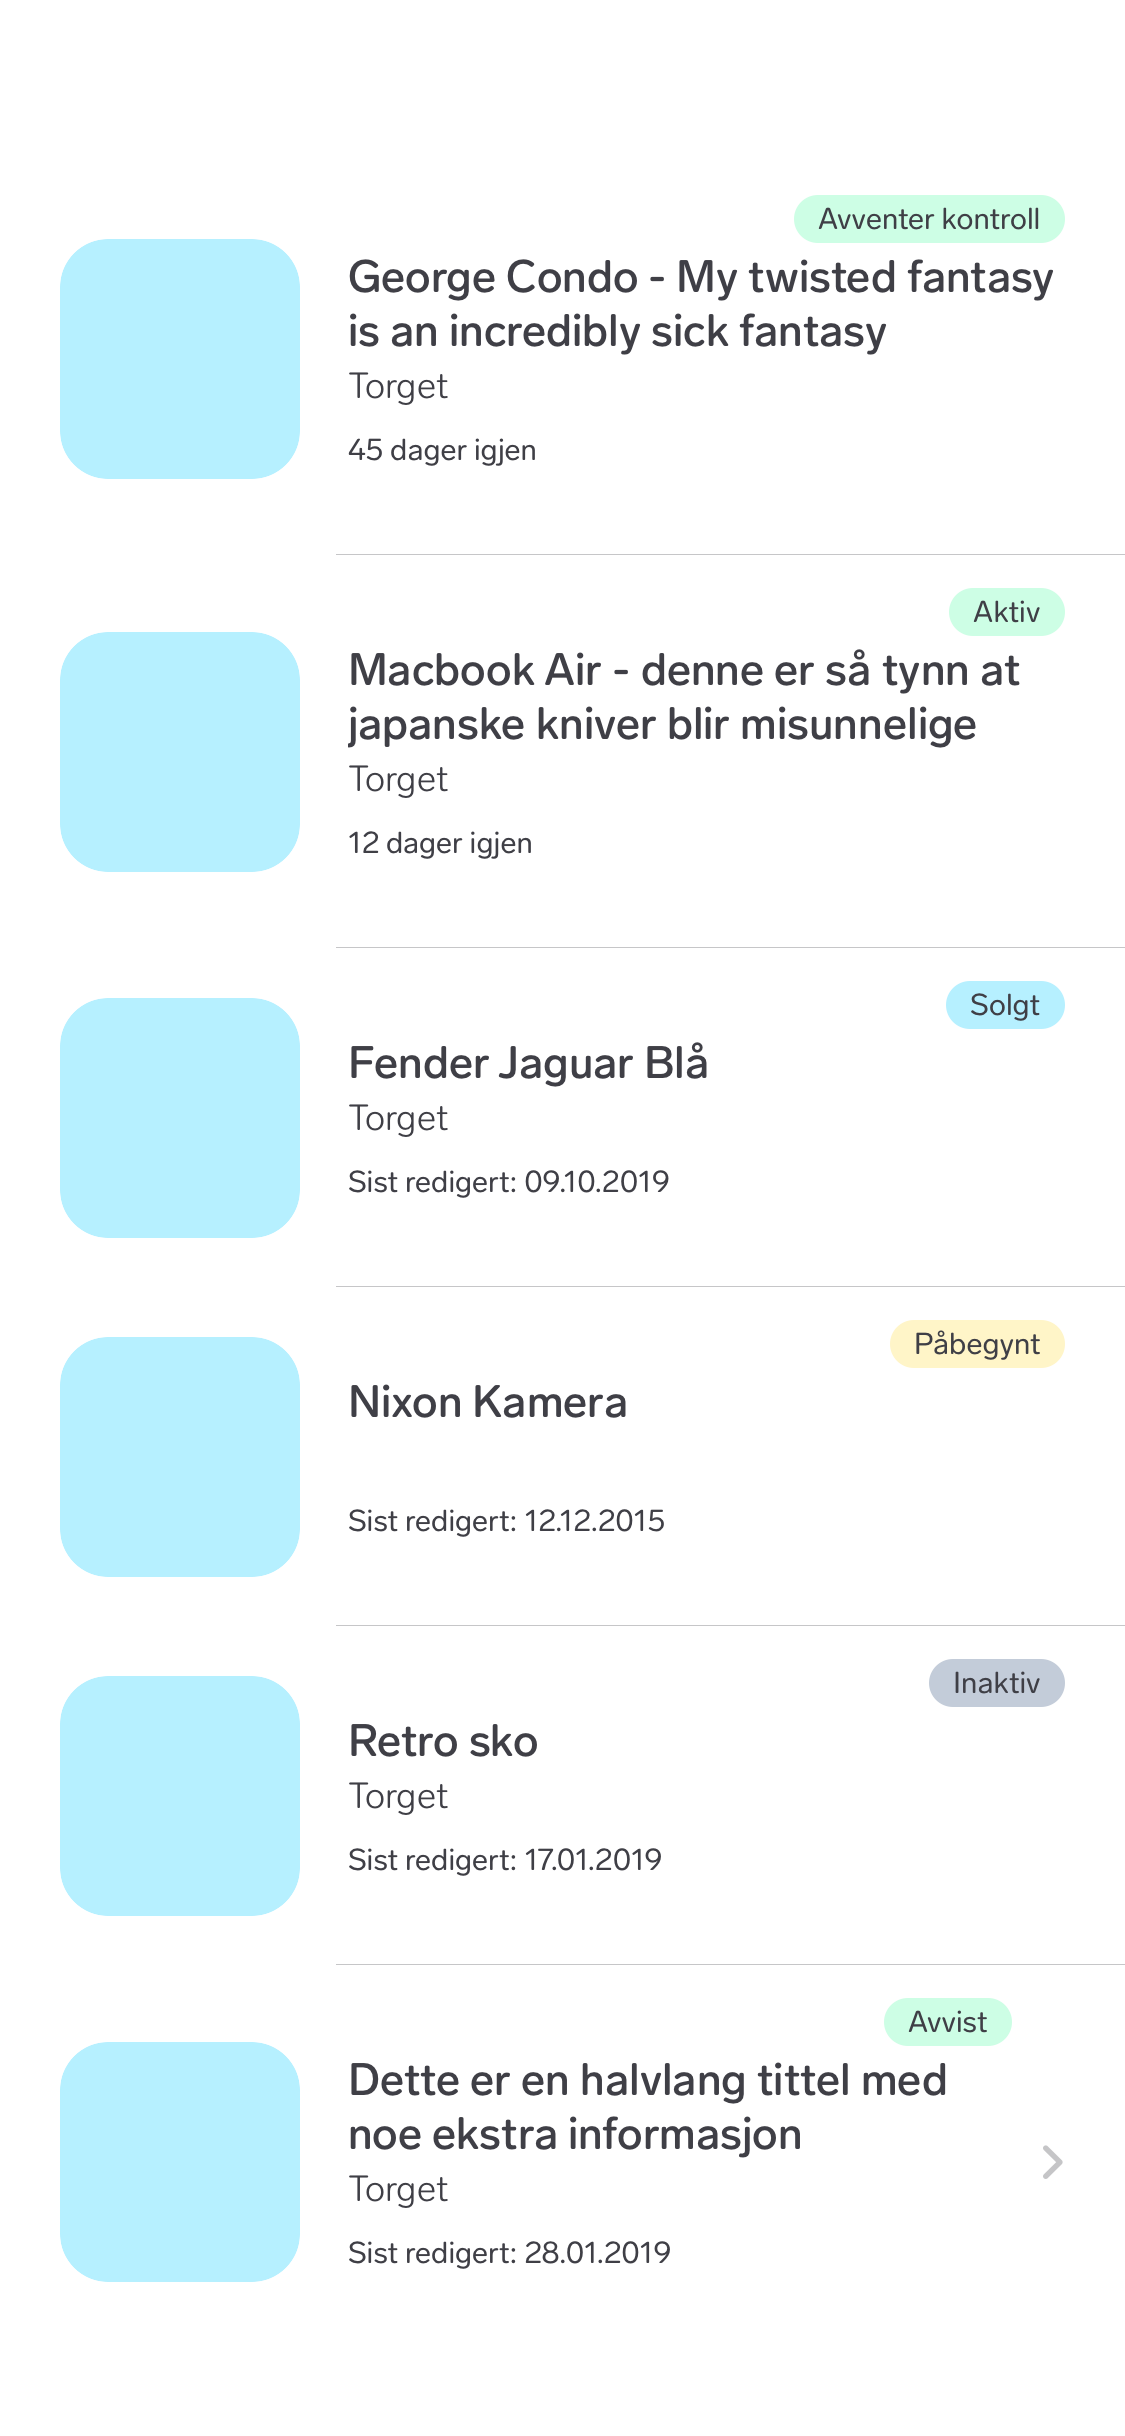 Avventer kontroll
George Condo - My twisted fantasy
is an incredibly sick fantasy
Torget
45 dager igjen
Aktiv
Macbook Air - denne er så tynn at
japanske kniver blir misunnelige
Torget
12 dager igjen
Solgt
Fender Jaguar Blå
Torget
Sist redigert: 09.10.2019
Påbegynt
Nixon Kamera
Sist redigert: 12.12.2015
Inaktiv
Retro sko
Torget
Sist redigert: 17.01.2019
Avvist
Dette er en halvlang tittel med
noe ekstra informasjon
Torget
Sist redigert: 28.01.2019